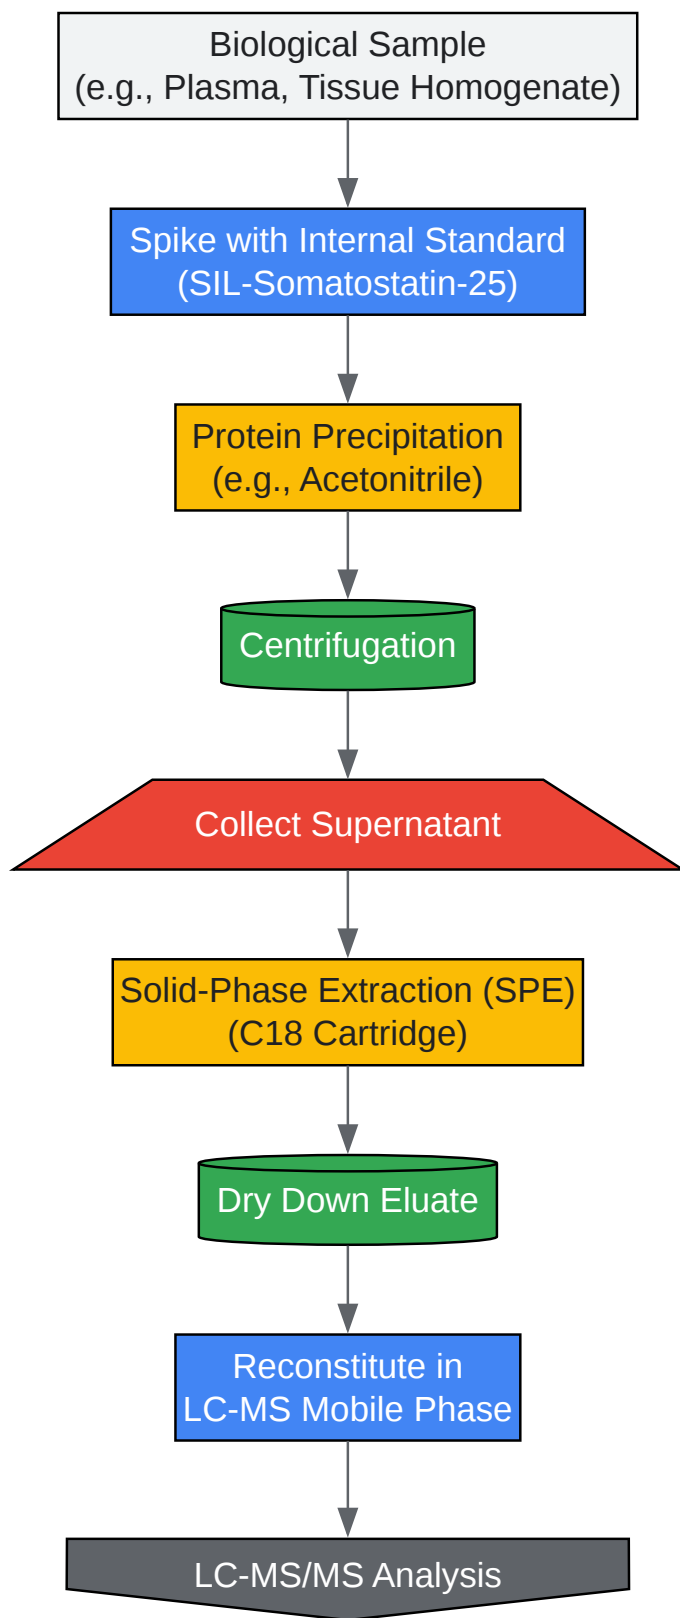 Biological Sample
(e.g., Plasma, Tissue Homogenate)
Spike with Internal Standard
(SIL-Somatostatin-25)
Protein Precipitation
(e.g., Acetonitrile)
Centrifugation
Collect Supernatant
Solid-Phase Extraction (SPE)
(C18 Cartridge)
Dry Down Eluate
Reconstitute in
LC-MS Mobile Phase
LC-MS/MS Analysis